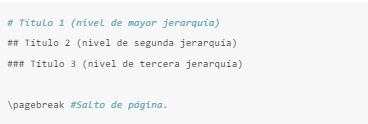 # Título 1 (nivel de mayor jerarquía)
## Título 2 (nivel de segunda jerarquía)
### Título 3 (nivel de tercera jerarquía)
\pagebreak #Salto de página.